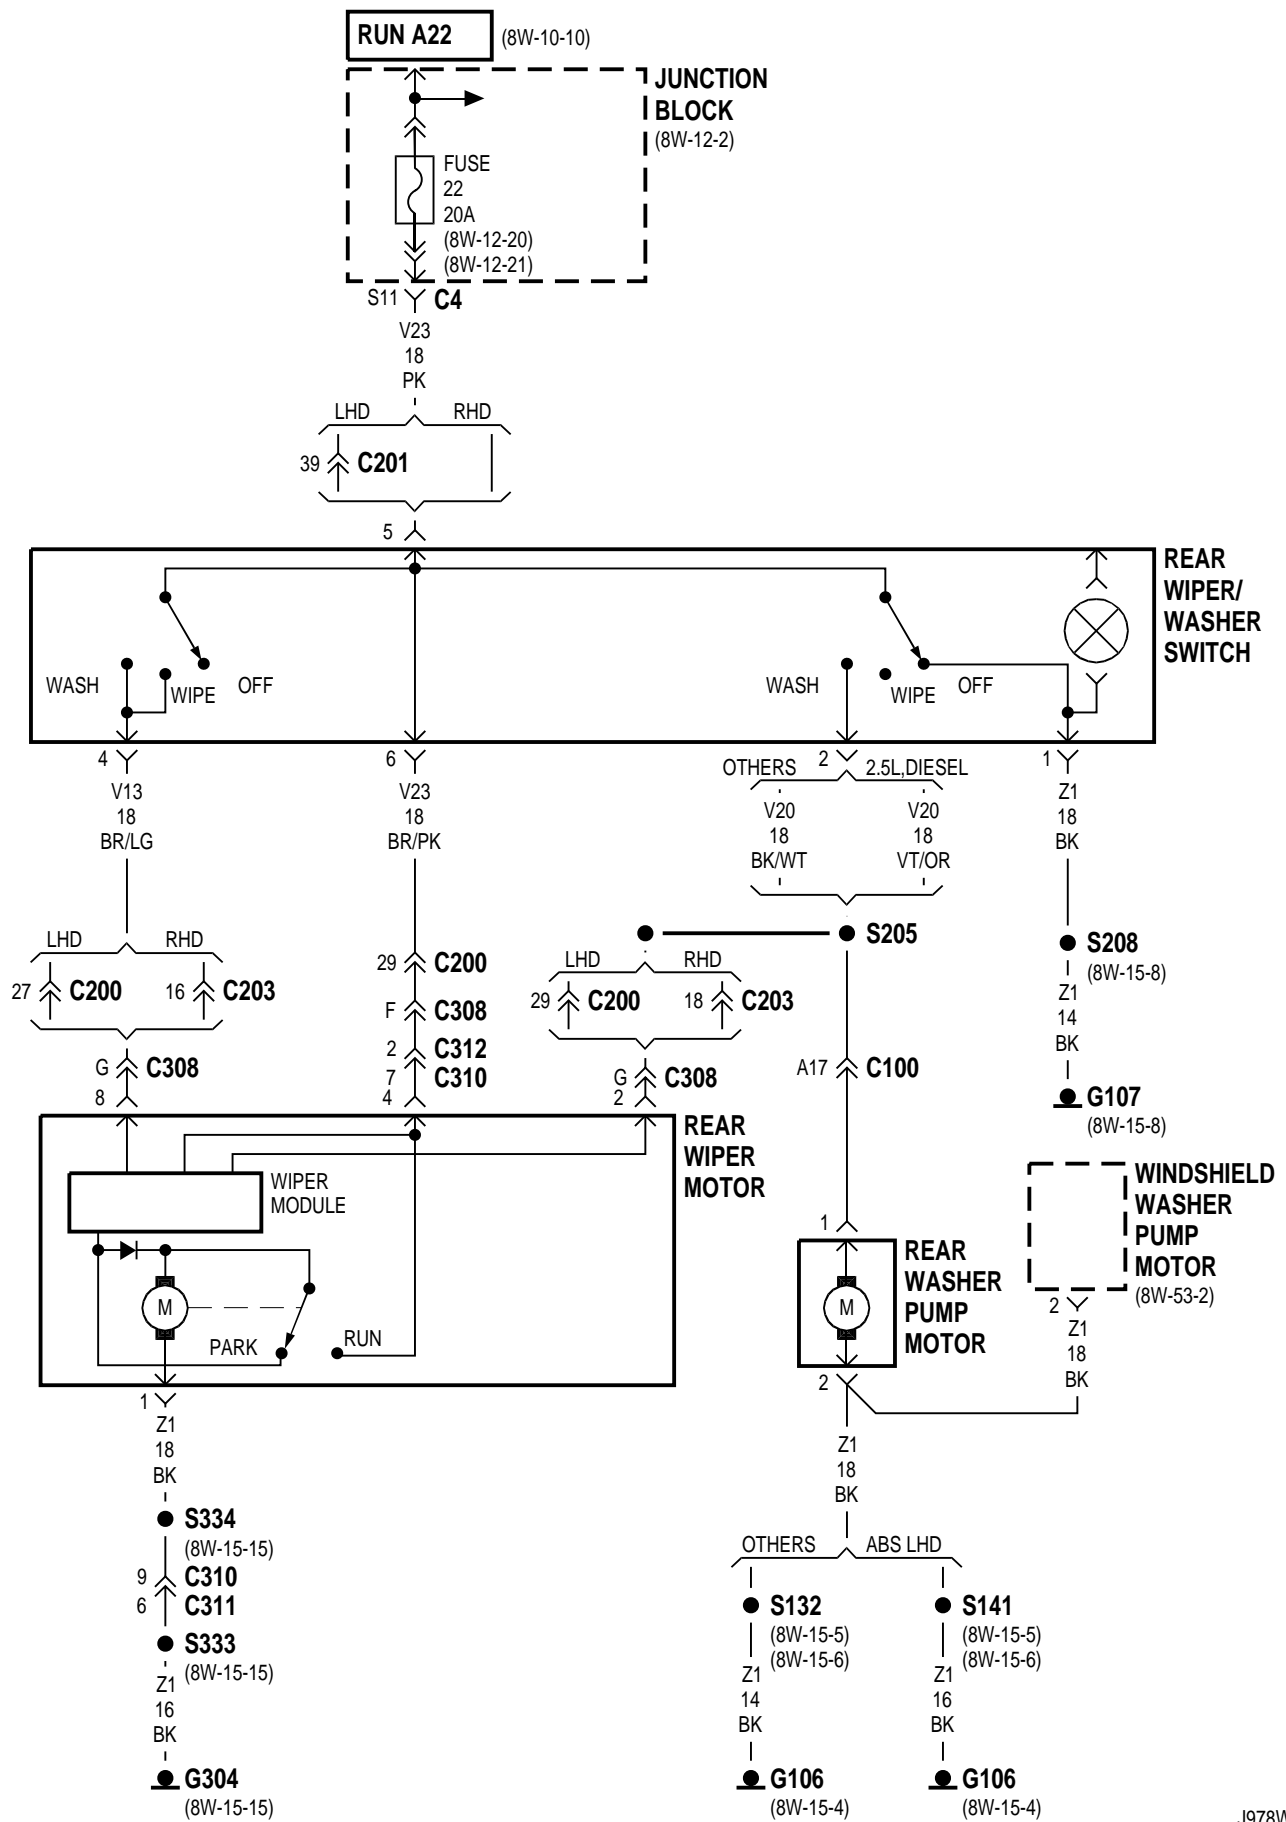 RUN A22 (8W-10-10)
JUNCTION
BLOCK
(8W-12-2)
FUSE
22
20A
(8W-12-20)
(8W-12-21)
S11 C4
V23
18
PK
LHD RHD
39 C201
5
REAR
WIPER/
WASHER
SWITCH
WASH WIPE OFF
WASH WIPE OFF
4 6 2 1
OTHERS 2.5L,DIESEL
V13
18
BR/LG
V23
18
BR/PK
V20
18
BK/WT
V20
18
VT/OR
Z1
18
BK
S205
S208
(8W-15-8)
Z1
14
BK
G107
(8W-15-8)
LHD RHD
27 C200 16 C203
G C308
8
29 C200
F C308
2 C312
7 C310
4
LHD RHD
29 C200 18 C203
G C308
2
A17 C100
REAR
WIPER
MOTOR
WIPER
MODULE
M
PARK RUN
1
REAR
WASHER
PUMP
MOTOR
M
2
WINDSHIELD
WASHER
PUMP
MOTOR
(8W-53-2)
2
Z1
18
BK
1
Z1
18
BK
S334
(8W-15-15)
9 C310
6 C311
S333
(8W-15-15)
Z1
16
BK
G304
(8W-15-15)
Z1
18
BK
OTHERS ABS LHD
S132
(8W-15-5)
(8W-15-6)
Z1
14
BK
G106
(8W-15-4)
S141
(8W-15-5)
(8W-15-6)
Z1
16
BK
G106
(8W-15-4)